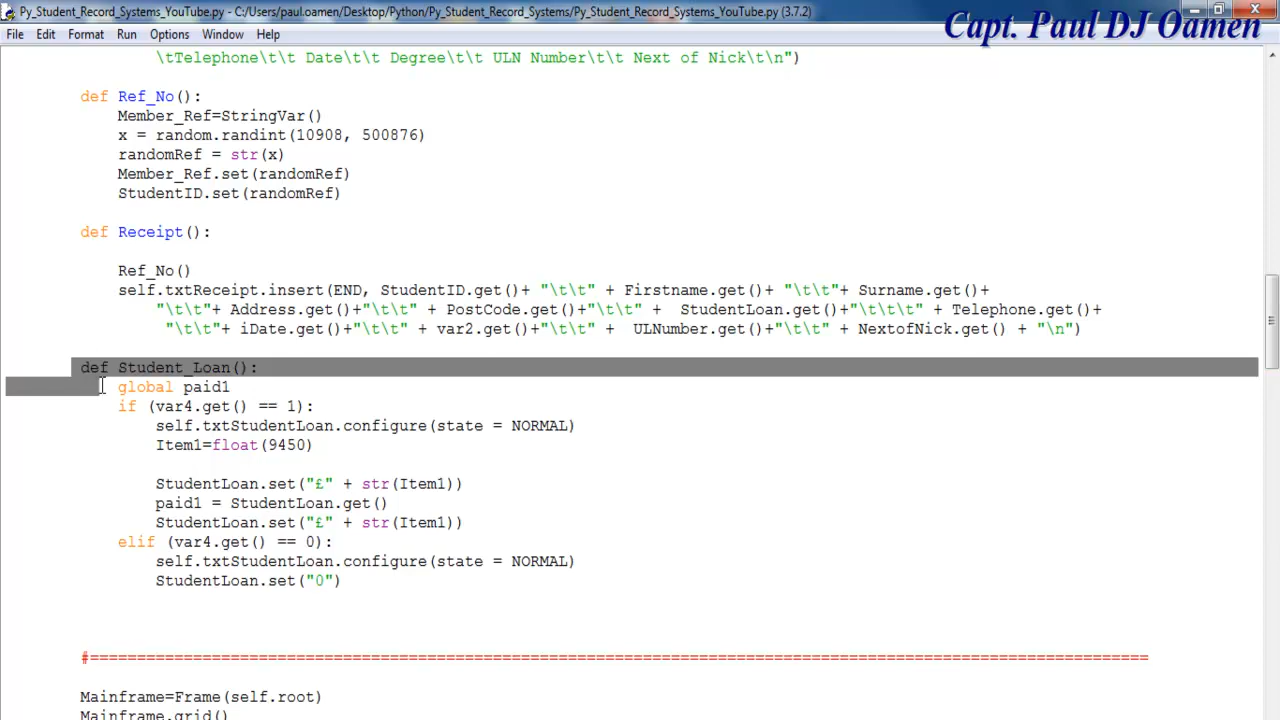 Py_Student_Record_Systems_YouTube.py - C:/Users/paul.oamen/Desktop/Python/Py_Student_Record_Systems/Py_Student_Record_Systems_YouTube.py (3.7.2)
Capt. Paul DJ Oamen
File Edit Format Run Options Window Help
\tTelephone\t\t Date\t\t Degree\t\t ULN Number\t\t Next of Nick\t\n")
def Ref_No():
Member_Ref=StringVar()
x = random.randint(10908, 500876)
randomRef = str(x)
Member_Ref.set(randomRef)
StudentID.set(randomRef)
def Receipt():
Ref_No()
self.txtReceipt.insert(END, StudentID.get()+ "\t\t" + Firstname.get()+ "\t\t"+ Surname.get()+
"\t\t"+ Address.get()+"\t\t" + PostCode.get()+"\t\t" +  StudentLoan.get()+"\t\t\t" + Telephone.get()+
"\t\t"+ iDate.get()+"\t\t" + var2.get()+"\t\t" +  ULNumber.get()+"\t\t" + NextofNick.get() + "\n")
def Student_Loan():
global paid1
if (var4.get() == 1):
self.txtStudentLoan.configure(state = NORMAL)
Item1=float(9450)
StudentLoan.set("£" + str(Item1))
paid1 = StudentLoan.get()
StudentLoan.set("£" + str(Item1))
elif (var4.get() == 0):
self.txtStudentLoan.configure(state = NORMAL)
StudentLoan.set("0")
#=================================================================================================================
Mainframe=Frame(self.root)
Mainframe.grid()